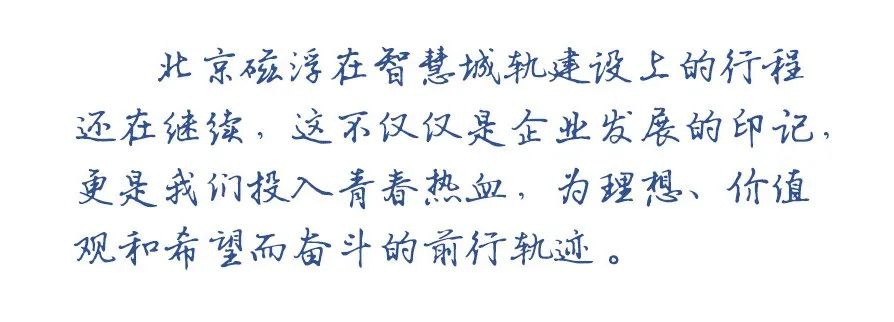 北京磁浮在智慧城轨建设上的行程
还在继续，这不仅仅是企业发展的印记，
更是我们投入青春热血，为理想、价值
观和希望而奋斗的前行轨迹。